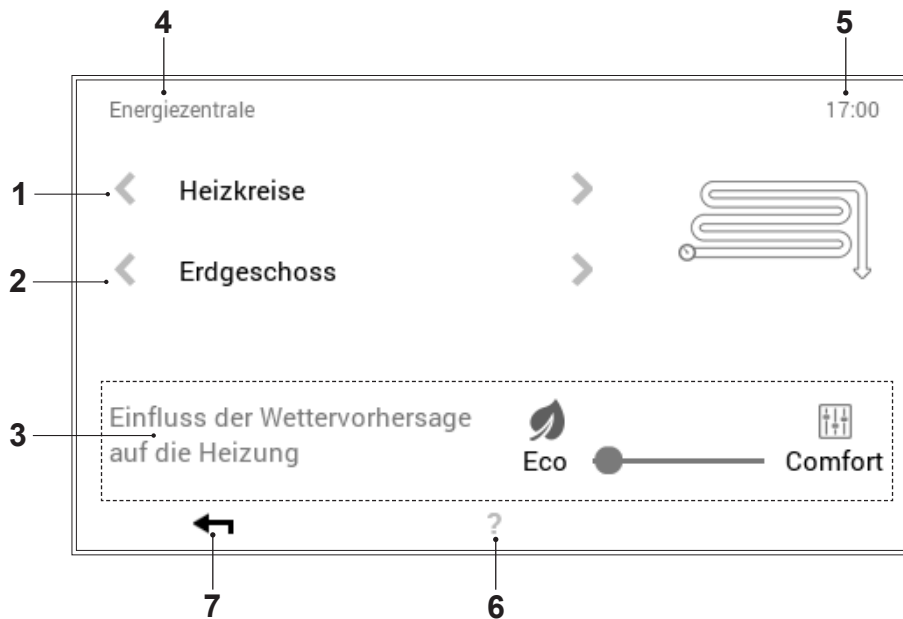 4 5
Energiezentrale 17:00
1 Heizkreise
2 Erdgeschoss
3 Einfluss der Wettervorhersage
auf die Heizung
Eco Comfort
?
7 6